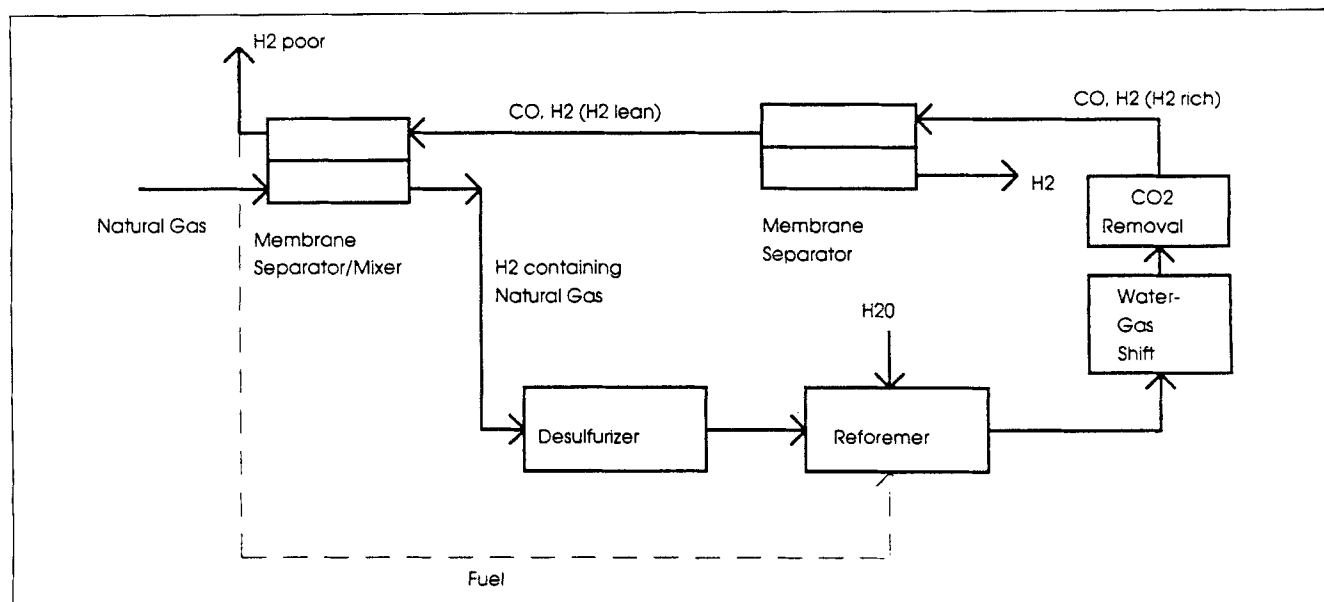 H2 poor
CO, H2 (H2 lean)
CO, H2 (H2 rich)
H2
CO2
Removal
Natural Gas
Membrane
Separator/Mixer
Membrane
Separator
H2 containing
Natural Gas
H20
Water-
Gas
Shift
Desulfurizer
Reforemer
Fuel